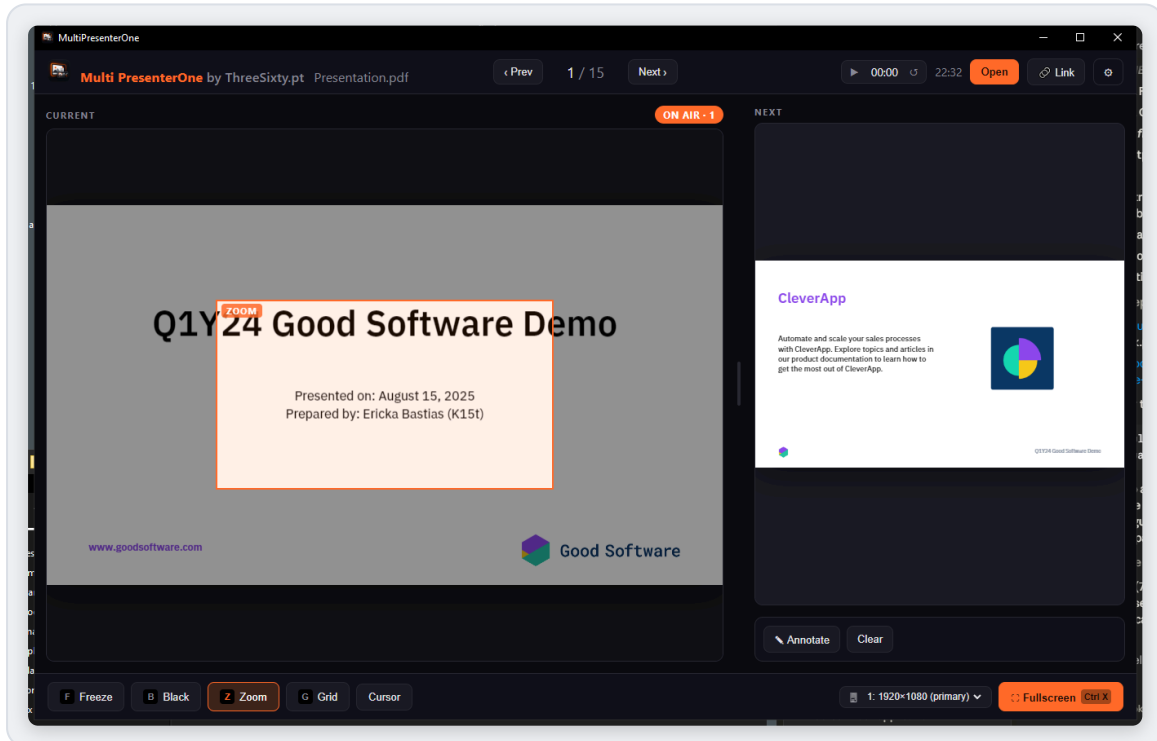 MultiPresenterOne
Multi PresenterOne by ThreeSixty.pt Presentation.pdf
‹ Prev
1 / 15
Next ›
00:00
22:32
Open
Link
CURRENT
ON AIR · 1
Q1Y24 Good Software Demo
ZOOM
Presented on: August 15, 2025
Prepared by: Ericka Bastias (K15t)
www.goodsoftware.com
Good Software
NEXT
CleverApp
Automate and scale your sales processes
with CleverApp. Explore topics and articles in
our product documentation to learn how to
get the most out of CleverApp.
Q1Y24 Good Software Demo
Annotate
Clear
F Freeze
B Black
Z Zoom
G Grid
Cursor
1: 1920×1080 (primary)
Fullscreen Ctrl X